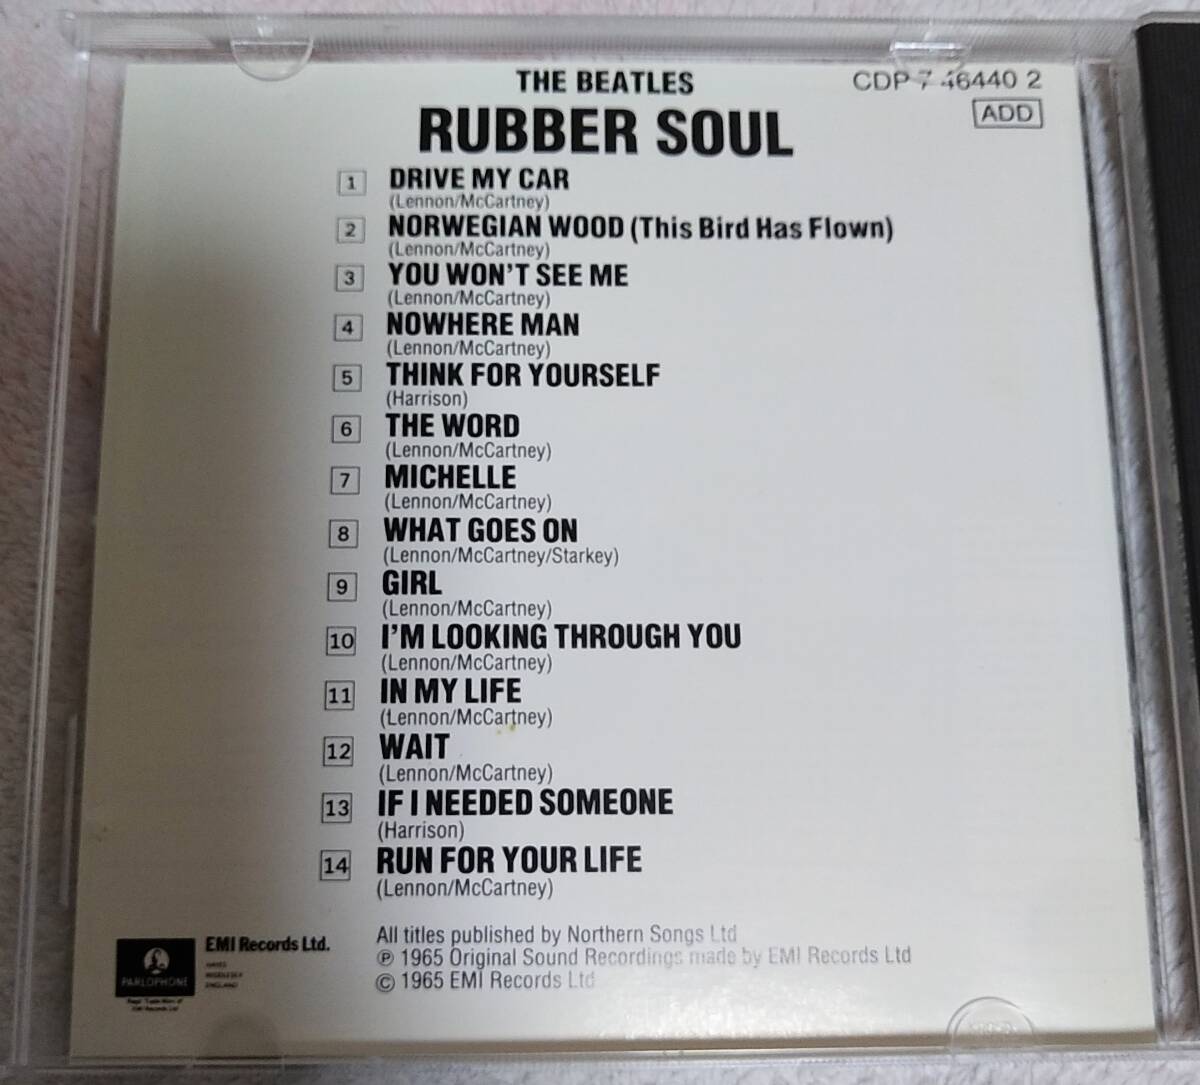 THE BEATLES
CDP 7 46440 2
RUBBER SOUL
ADD
1 DRIVE MY CAR
(Lennon/McCartney)
2 NORWEGIAN WOOD (This Bird Has Flown)
(Lennon/McCartney)
3 YOU WON'T SEE ME
(Lennon/McCartney)
4 NOWHERE MAN
(Lennon/McCartney)
5 THINK FOR YOURSELF
(Harrison)
6 THE WORD
(Lennon/McCartney)
7 MICHELLE
(Lennon/McCartney)
8 WHAT GOES ON
(Lennon/McCartney/Starkey)
9 GIRL
(Lennon/McCartney)
10 I'M LOOKING THROUGH YOU
(Lennon/McCartney)
11 IN MY LIFE
(Lennon/McCartney)
12 WAIT
(Lennon/McCartney)
13 IF I NEEDED SOMEONE
(Harrison)
14 RUN FOR YOUR LIFE
(Lennon/McCartney)
All titles published by Northern Songs Ltd
℗ 1965 Original Sound Recordings made by EMI Records Ltd
© 1965 EMI Records Ltd
EMI Records Ltd.
HAYES
MIDDLESEX
ENGLAND
PARLOPHONE